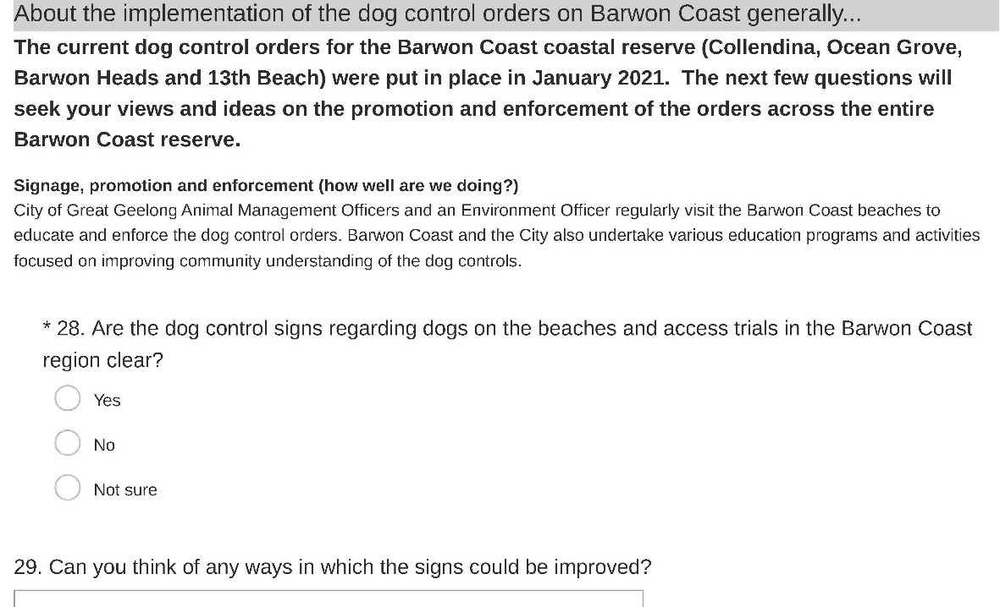 About the implementation of the dog control orders on Barwon Coast generally...
The current dog control orders for the Barwon Coast coastal reserve (Collendina, Ocean Grove,
Barwon Heads and 13th Beach) were put in place in January 2021.  The next few questions will
seek your views and ideas on the promotion and enforcement of the orders across the entire
Barwon Coast reserve.
Signage, promotion and enforcement (how well are we doing?)
City of Great Geelong Animal Management Officers and an Environment Officer regularly visit the Barwon Coast beaches to
educate and enforce the dog control orders. Barwon Coast and the City also undertake various education programs and activities
focused on improving community understanding of the dog controls.
* 28. Are the dog control signs regarding dogs on the beaches and access trials in the Barwon Coast
region clear?
Yes
No
Not sure
29. Can you think of any ways in which the signs could be improved?